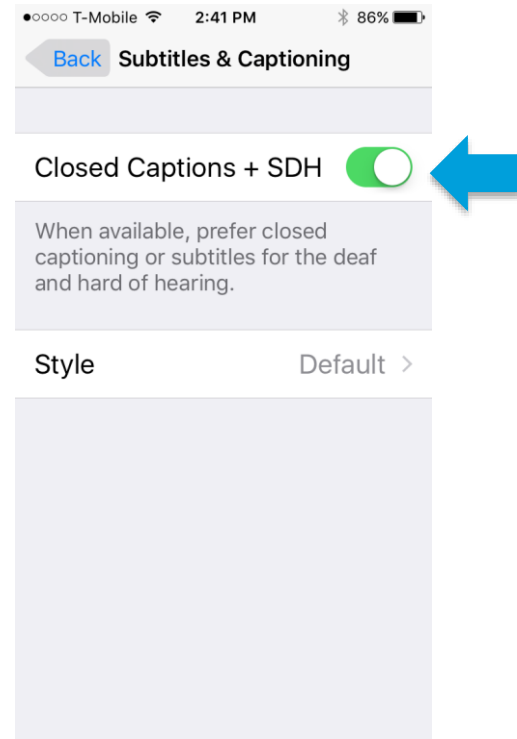 T-Mobile 2:41 PM 86%
Back Subtitles & Captioning
Closed Captions + SDH
When available, prefer closed
captioning or subtitles for the deaf
and hard of hearing.
Style Default >